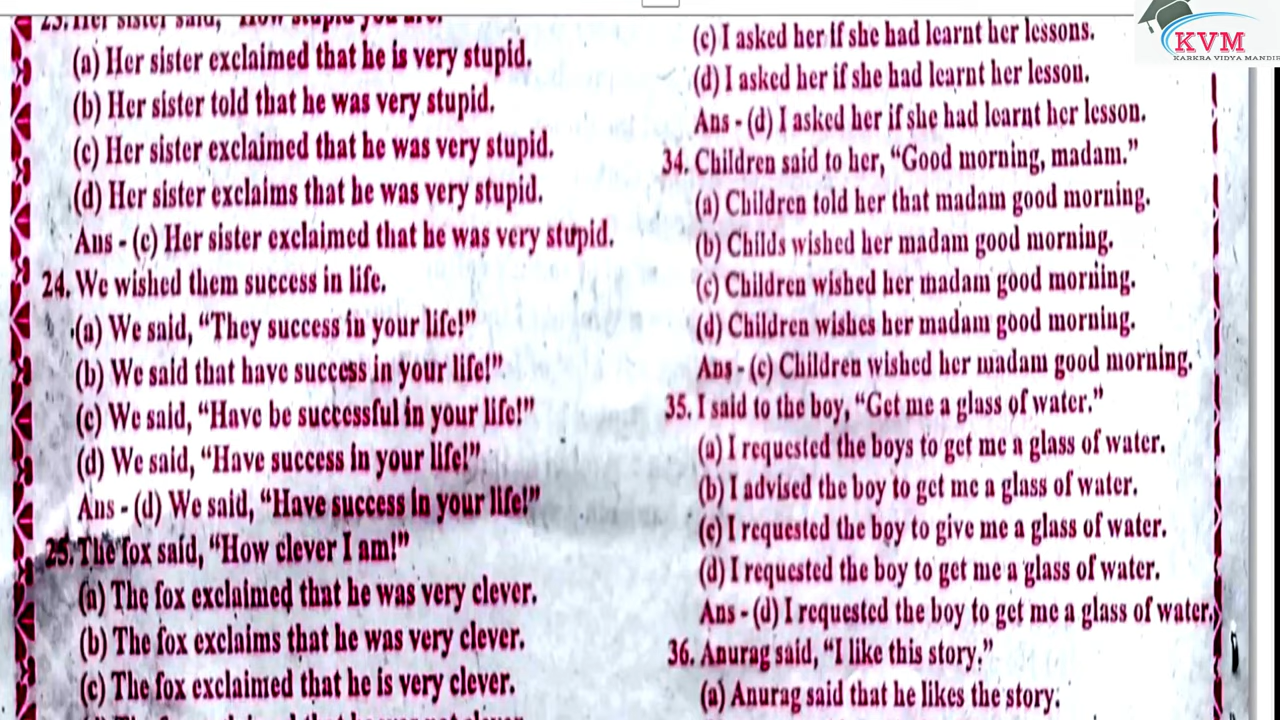 23. Her sister said, "How stupid you are."
(a) Her sister exclaimed that he is very stupid.
(b) Her sister told that he was very stupid.
(c) Her sister exclaimed that he was very stupid.
(d) Her sister exclaims that he was very stupid.
Ans - (c) Her sister exclaimed that he was very stupid.
24. We wished them success in life.
(a) We said, “They success in your life!”
(b) We said that have success in your life!”
(c) We said, “Have be successful in your life!”
(d) We said, “Have success in your life!”
Ans - (d) We said, “Have success in your life!”
25. The fox said, “How clever I am!”
(a) The fox exclaimed that he was very clever.
(b) The fox exclaims that he was very clever.
(c) The fox exclaimed that he is very clever.
(c) I asked her if she had learnt her lessons.
(d) I asked her if she had learnt her lesson.
Ans - (d) I asked her if she had learnt her lesson.
34. Children said to her, “Good morning, madam.”
(a) Children told her that madam good morning.
(b) Childs wished her madam good morning.
(c) Children wished her madam good morniing.
(d) Children wishes her madam good morning.
Ans - (c) Children wished her madam good morning.
35. I said to the boy, “Get me a glass of water.”
(a) I requested the boys to get me a glass of water.
(b) I advised the boy to get me a glass of water.
(c) I requested the boy to give me a glass of water.
(d) I requested the boy to get me a glass of water.
Ans - (d) I requested the boy to get me a glass of water.
36. Anurag said, “I like this story.”
(a) Anurag said that he likes the story.
KVM
KARKRA VIDYA MANDIR